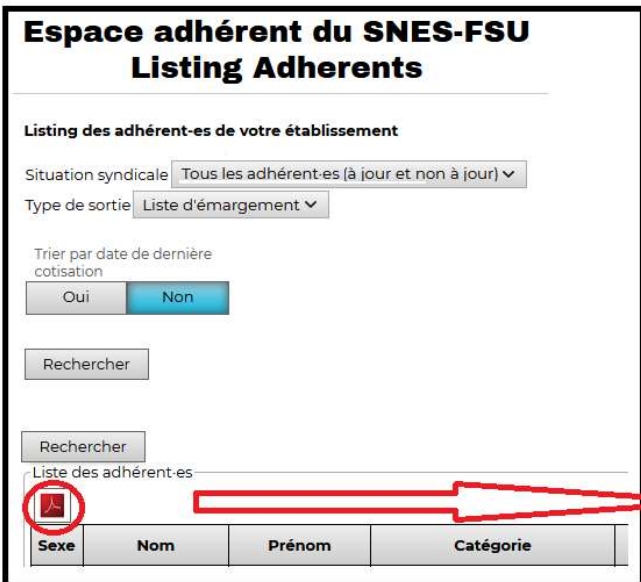 Espace adhérent du SNES-FSU
Listing Adherents
Listing des adhérent-es de votre établissement
Situation syndicale Tous les adhérent·es (à jour et non à jour)
Type de sortie Liste d'émargement
Trier par date de dernière
cotisation
Oui Non
Rechercher
Rechercher
Liste des adhérent·es
Sexe Nom Prénom Catégorie